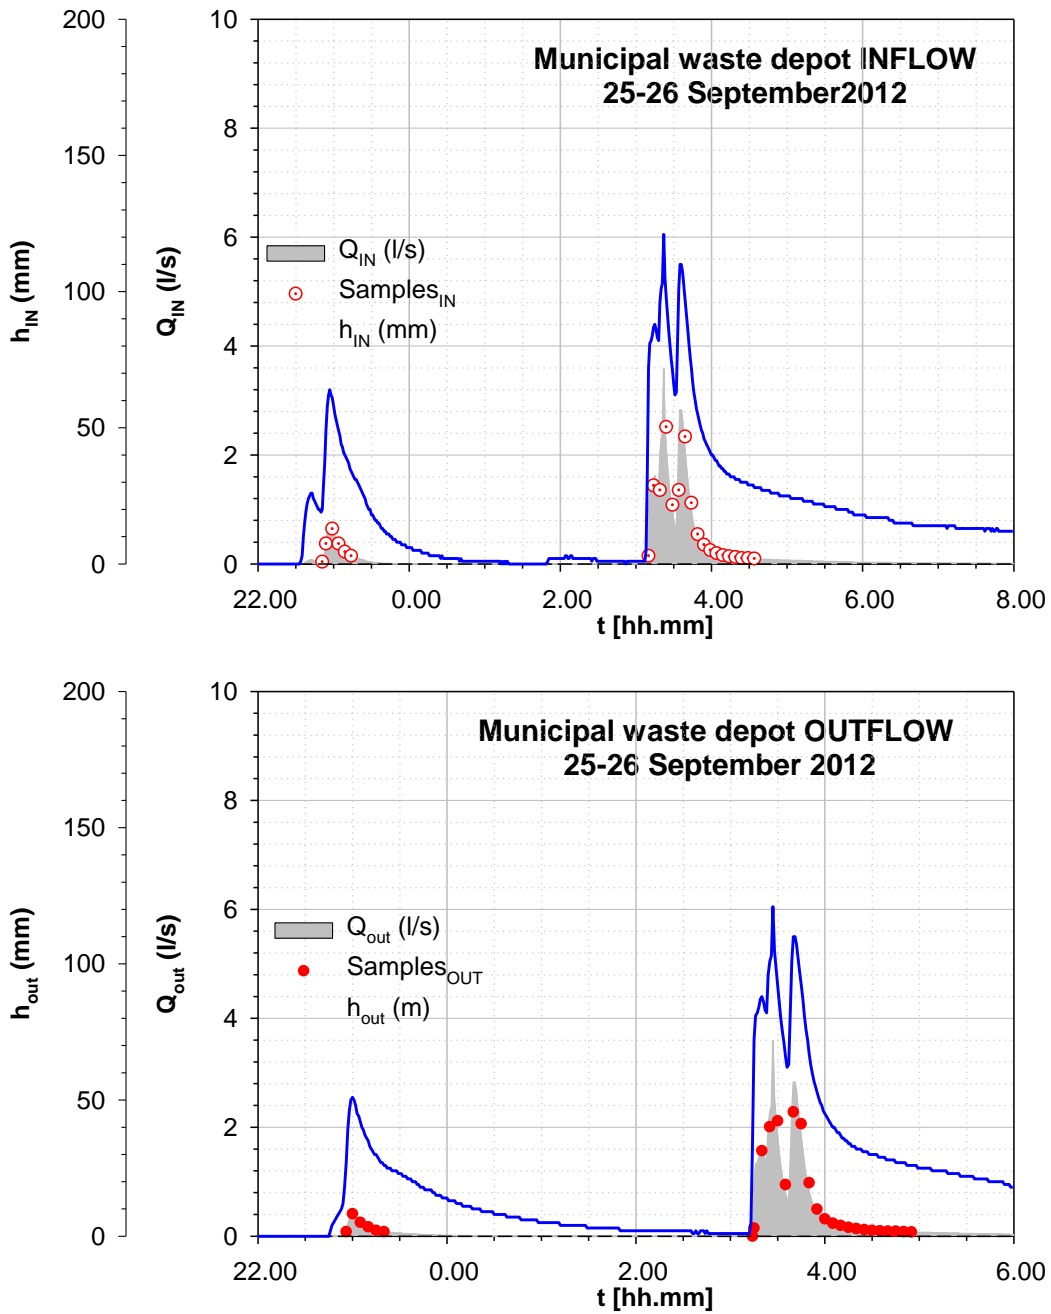 Municipal waste depot INFLOW
25-26 September2012
200
150
100
50
0
h_IN (mm)
10
8
6
4
2
0
Q_IN (l/s)
Q_IN (l/s)
Samples_IN
h_IN (mm)
22.00 0.00 2.00 4.00 6.00 8.00
t [hh.mm]
Municipal waste depot OUTFLOW
25-26 September 2012
200
150
100
50
0
h_out (mm)
10
8
6
4
2
0
Q_out (l/s)
Q_out (l/s)
Samples_OUT
h_out (m)
22.00 0.00 2.00 4.00 6.00
t [hh.mm]